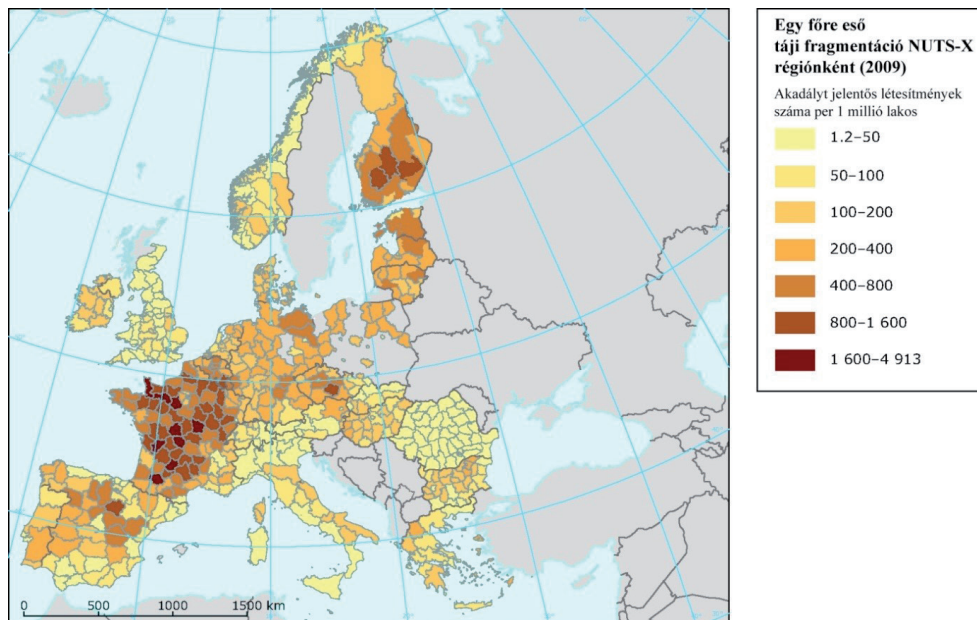 Egy főre eső
táji fragmentáció NUTS-X
régiónként (2009)
Akadályt jelentős létesítmények
száma per 1 millió lakos
1.2–50
50–100
100–200
200–400
400–800
800–1 600
1 600–4 913
0 500 1000 1500 km